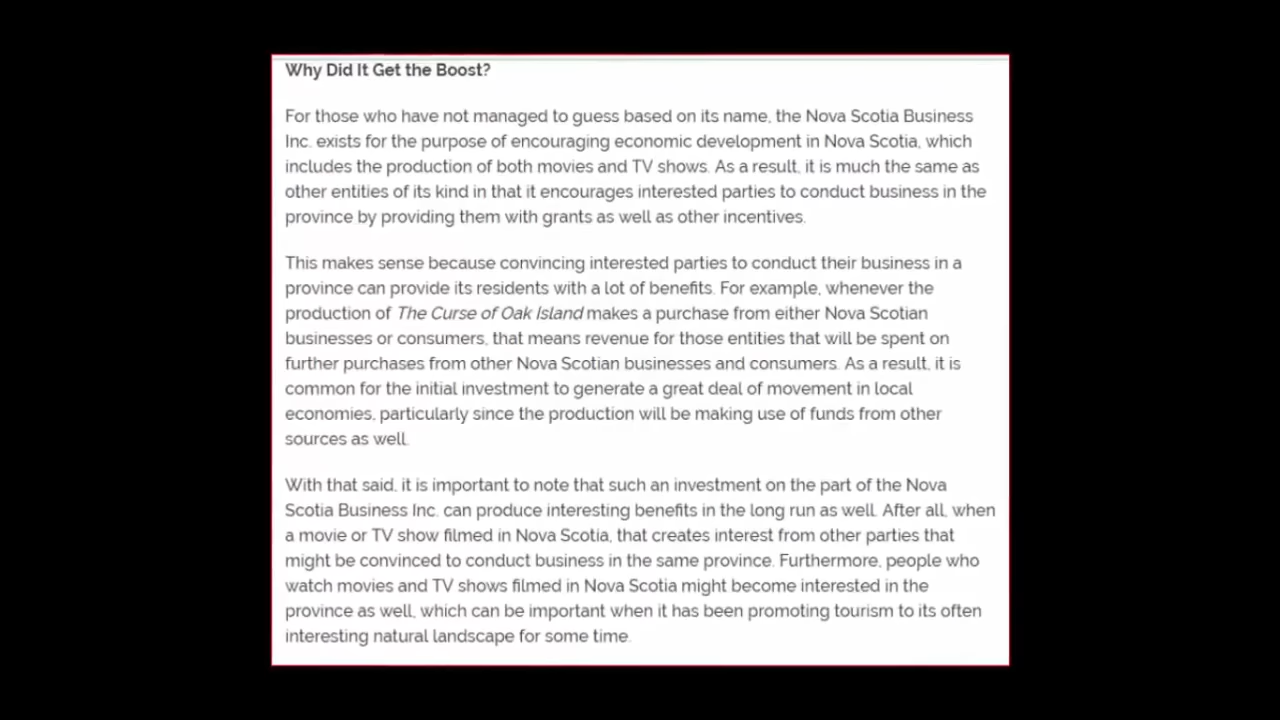 Why Did It Get the Boost?
For those who have not managed to guess based on its name, the Nova Scotia Business
Inc. exists for the purpose of encouraging economic development in Nova Scotia, which
includes the production of both movies and TV shows. As a result, it is much the same as
other entities of its kind in that it encourages interested parties to conduct business in the
province by providing them with grants as well as other incentives.
This makes sense because convincing interested parties to conduct their business in a
province can provide its residents with a lot of benefits. For example, whenever the
production of The Curse of Oak Island makes a purchase from either Nova Scotian
businesses or consumers, that means revenue for those entities that will be spent on
further purchases from other Nova Scotian businesses and consumers. As a result, it is
common for the initial investment to generate a great deal of movement in local
economies, particularly since the production will be making use of funds from other
sources as well.
With that said, it is important to note that such an investment on the part of the Nova
Scotia Business Inc. can produce interesting benefits in the long run as well. After all, when
a movie or TV show filmed in Nova Scotia, that creates interest from other parties that
might be convinced to conduct business in the same province. Furthermore, people who
watch movies and TV shows filmed in Nova Scotia might become interested in the
province as well, which can be important when it has been promoting tourism to its often
interesting natural landscape for some time.